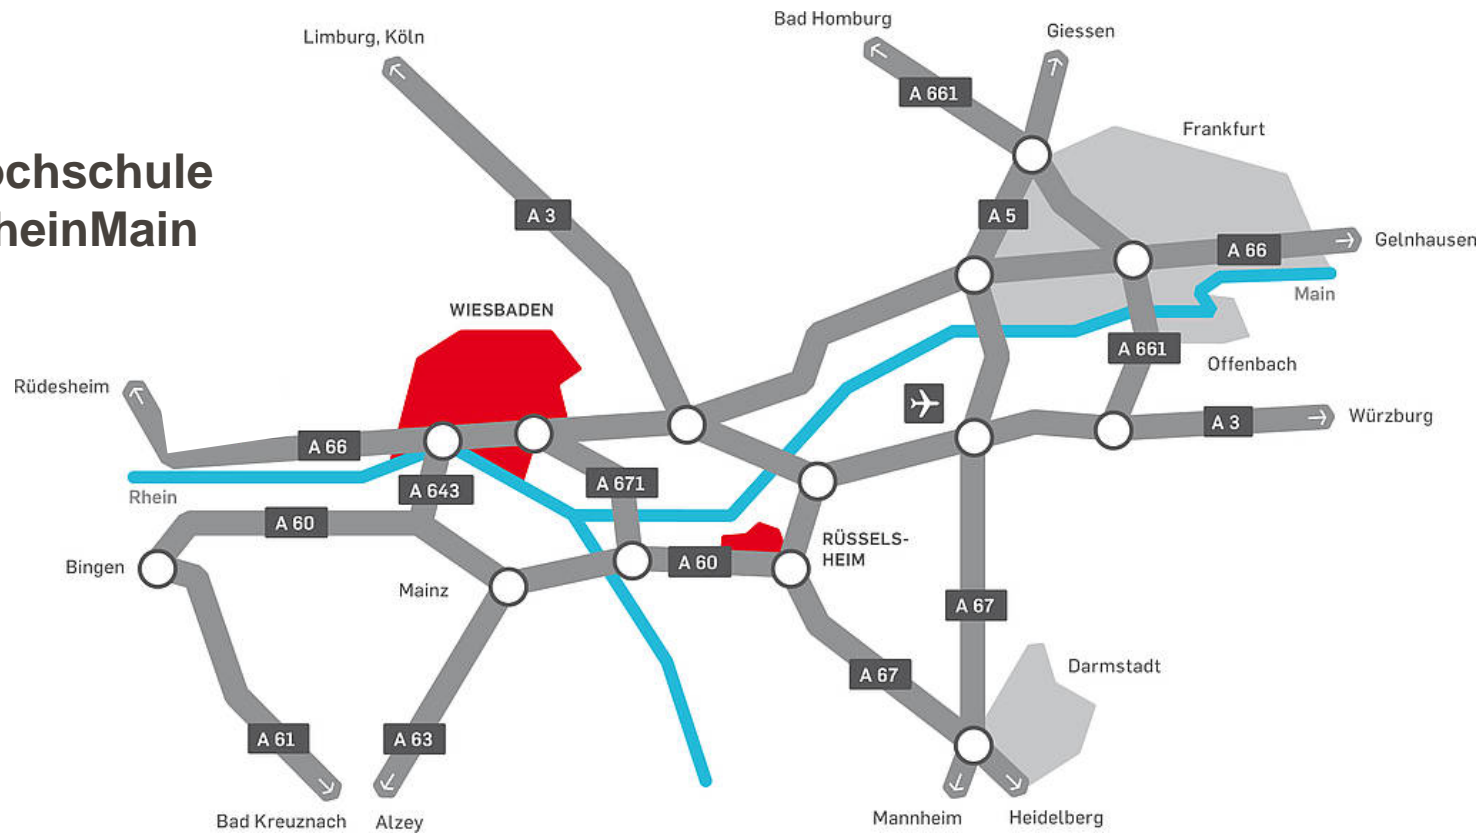 Bad Homburg
Giessen
Limburg, Köln
A 661
Frankfurt
ochschule
heinMain
A 3
A 5
A 66
Gelnhausen
Main
WIESBADEN
A 661
Offenbach
Rüdesheim
A 66
A 3
Würzburg
Rhein
A 643
A 671
A 60
RÜSSELS-
HEIM
Bingen
A 60
Mainz
A 67
A 67
Darmstadt
A 61
A 63
Bad Kreuznach
Alzey
Mannheim
Heidelberg